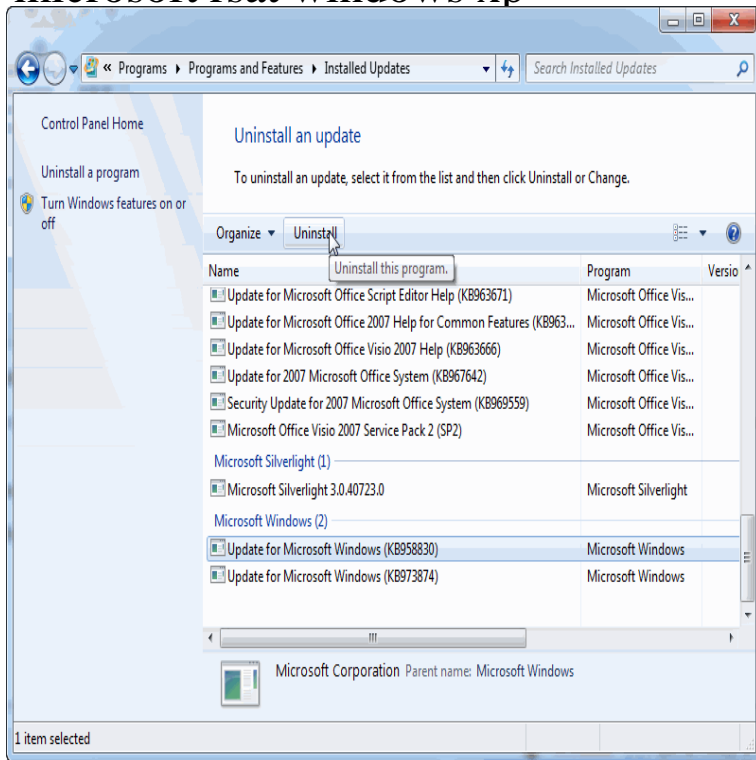 microsoft rsat windows xp
« Programs ▸ Programs and Features ▸ Installed Updates
Search Installed Updates
Control Panel Home
Uninstall a program
Turn Windows features on or
off
Uninstall an update
To uninstall an update, select it from the list and then click Uninstall or Change.
Organize ▾ Uninstall
Uninstall this program.
Name Program Versio
Update for Microsoft Office Script Editor Help (KB963671) Microsoft Office Vis...
Update for Microsoft Office 2007 Help for Common Features (KB963... Microsoft Office Vis...
Update for Microsoft Office Visio 2007 Help (KB963666) Microsoft Office Vis...
Update for 2007 Microsoft Office System (KB967642) Microsoft Office Vis...
Security Update for 2007 Microsoft Office System (KB969559) Microsoft Office Vis...
Microsoft Office Visio 2007 Service Pack 2 (SP2) Microsoft Office Vis...
Microsoft Silverlight (1)
Microsoft Silverlight 3.0.40723.0 Microsoft Silverlight
Microsoft Windows (2)
Update for Microsoft Windows (KB958830) Microsoft Windows
Update for Microsoft Windows (KB973874) Microsoft Windows
Microsoft Corporation Parent name: Microsoft Windows
1 item selected